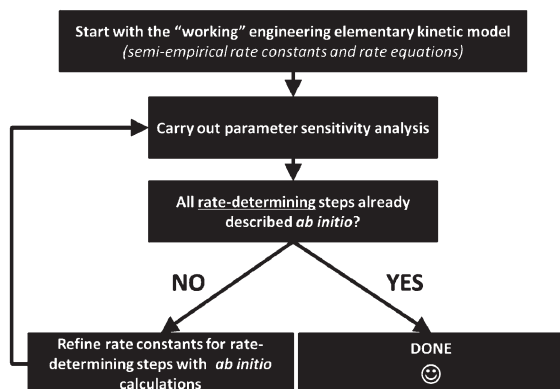 Start with the “working” engineering elementary kinetic model
(semi-empirical rate constants and rate equations)
Carry out parameter sensitivity analysis
All rate-determining steps already
described ab initio?
NO
YES
Refine rate constants for rate-
determining steps with ab initio
calculations
DONE